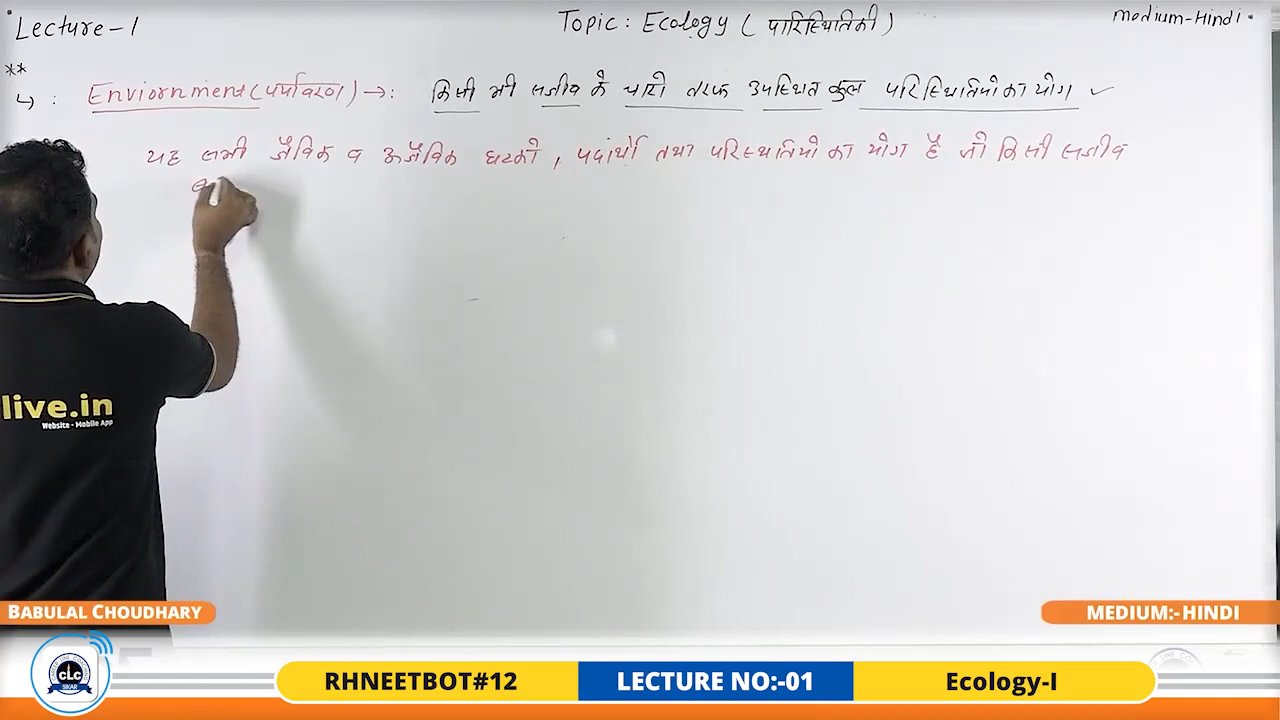 Lecture-1
Topic: Ecology (पारिस्थितिकी)
medium-Hindi
**
↳ : Enviornment (पर्यावरण) →: किसी भी सजीव के चारो तरफ उपस्थित कुल परिस्थितियो का योग ✓
यह सभी जैविक व अजैविक घटको , पदार्थो तथा परिस्थितियो का योग है जो किसी सजीव
live.in
Website - Mobile App
BABULAL CHOUDHARY
MEDIUM:- HINDI
CLC
SIKAR
RHNEETBOT#12
LECTURE NO:-01
Ecology-I